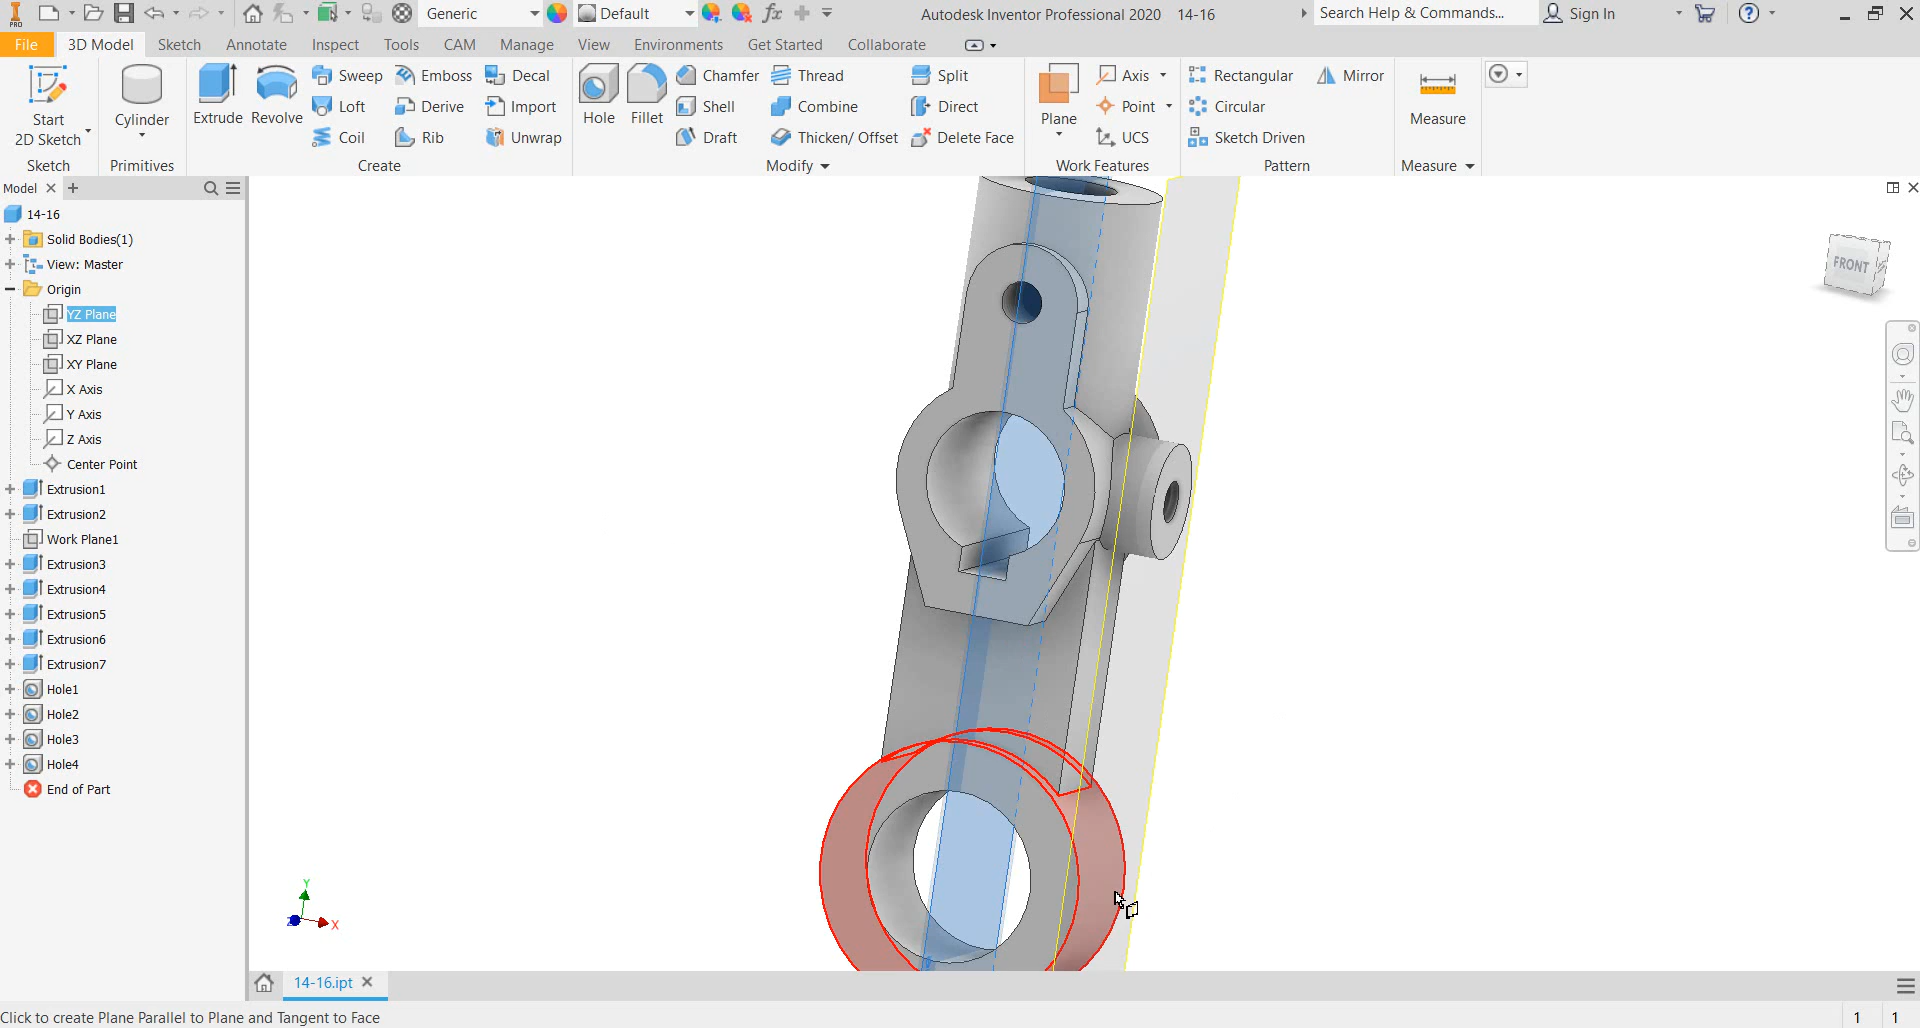 PRO
Generic
Default
fx
Autodesk Inventor Professional 2020 14-16
Search Help & Commands...
Sign In
File
3D Model
Sketch
Annotate
Inspect
Tools
CAM
Manage
View
Environments
Get Started
Collaborate
Start
2D Sketch
Sketch
Cylinder
Primitives
Extrude
Revolve
Sweep
Loft
Coil
Emboss
Derive
Rib
Decal
Import
Unwrap
Create
Hole
Fillet
Chamfer
Shell
Draft
Thread
Combine
Thicken/ Offset
Split
Direct
Delete Face
Modify
Plane
Axis
Point
UCS
Work Features
Rectangular
Circular
Sketch Driven
Mirror
Pattern
Measure
Measure
Model
14-16
Solid Bodies(1)
View: Master
Origin
YZ Plane
XZ Plane
XY Plane
X Axis
Y Axis
Z Axis
Center Point
Extrusion1
Extrusion2
Work Plane1
Extrusion3
Extrusion4
Extrusion5
Extrusion6
Extrusion7
Hole1
Hole2
Hole3
Hole4
End of Part
FRONT
Y
X
14-16.ipt
Click to create Plane Parallel to Plane and Tangent to Face
1 1